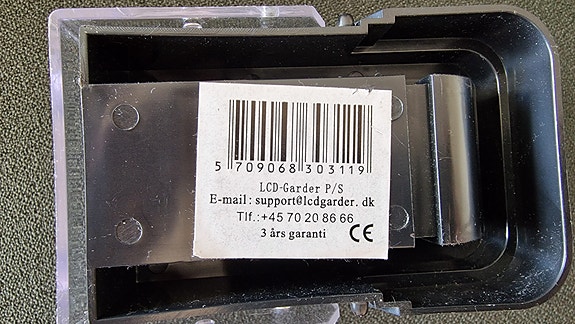 5 709068 303119
LCD-Garder P/S
E-mail: support@lcdgarder.dk
Tlf.:+45 70 20 86 66
3 års garanti CE